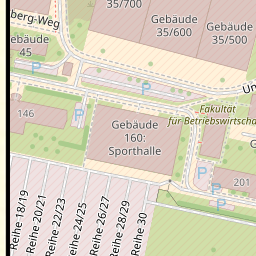 35/700
Gebäude
35/600
Gebäude
35/500
berg-Weg
Gebäude
45
P
P
P
Un
Fakultät
für Betriebswirtscha
146
Gebäude
160:
Sporthalle
G
P
P
201
P
Reihe 18/19
Reihe 20/21
Reihe 22/23
Reihe 24/25
Reihe 26/27
Reihe 28/29
Reihe 30